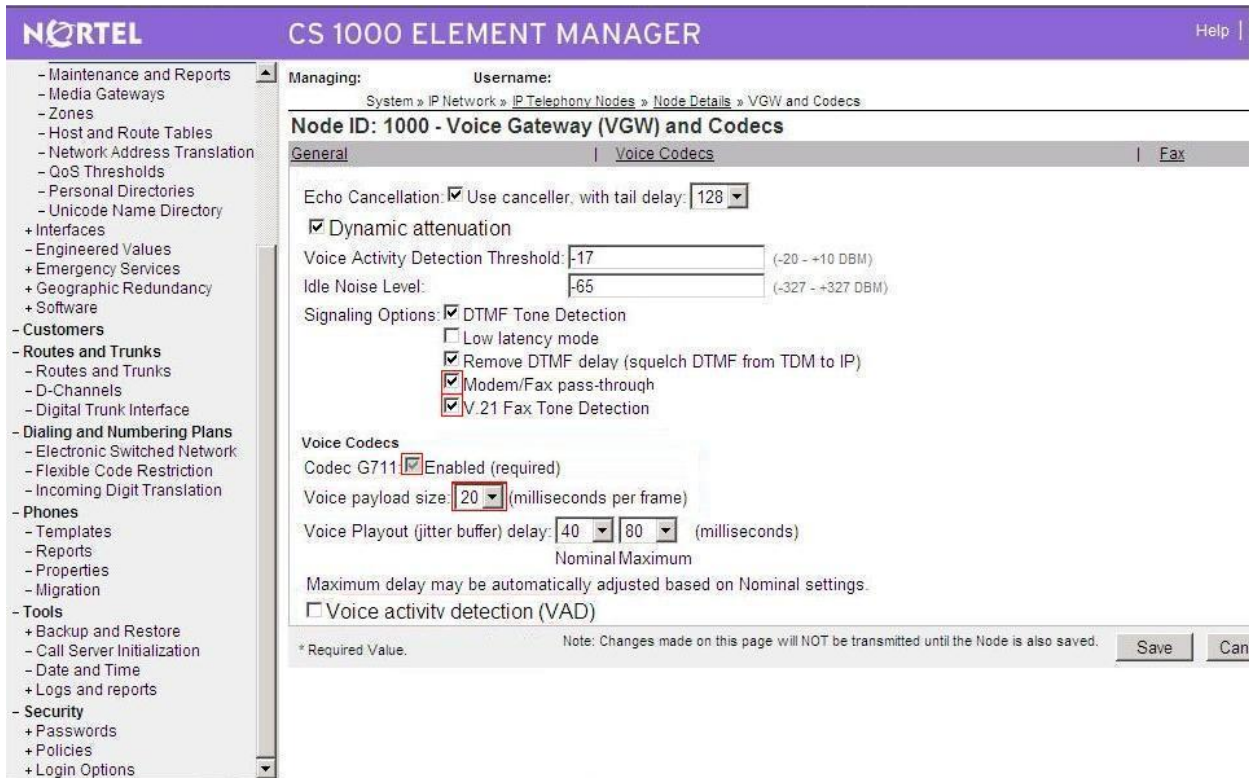 NORTEL
CS 1000 ELEMENT MANAGER
Help |
- Maintenance and Reports
- Media Gateways
- Zones
- Host and Route Tables
- Network Address Translation
- QoS Thresholds
- Personal Directories
- Unicode Name Directory
+ Interfaces
- Engineered Values
+ Emergency Services
+ Geographic Redundancy
+ Software
- Customers
- Routes and Trunks
- Routes and Trunks
- D-Channels
- Digital Trunk Interface
- Dialing and Numbering Plans
- Electronic Switched Network
- Flexible Code Restriction
- Incoming Digit Translation
- Phones
- Templates
- Reports
- Properties
- Migration
- Tools
+ Backup and Restore
- Call Server Initialization
- Date and Time
+ Logs and reports
- Security
+ Passwords
+ Policies
+ Login Options
Managing: Username:
System » IP Network » IP Telephony Nodes » Node Details » VGW and Codecs
Node ID: 1000 - Voice Gateway (VGW) and Codecs
General | Voice Codecs | Fax
Echo Cancellation: Use canceller, with tail delay: 128
Dynamic attenuation
Voice Activity Detection Threshold: -17 (-20 - +10 DBM)
Idle Noise Level: -65 (-327 - +327 DBM)
Signaling Options: DTMF Tone Detection
Low latency mode
Remove DTMF delay (squelch DTMF from TDM to IP)
Modem/Fax pass-through
V.21 Fax Tone Detection
Voice Codecs
Codec G711: Enabled (required)
Voice payload size: 20 (milliseconds per frame)
Voice Playout (jitter buffer) delay: 40 80 (milliseconds)
Nominal Maximum
Maximum delay may be automatically adjusted based on Nominal settings.
Voice activity detection (VAD)
* Required Value.
Note: Changes made on this page will NOT be transmitted until the Node is also saved.
Save
Can